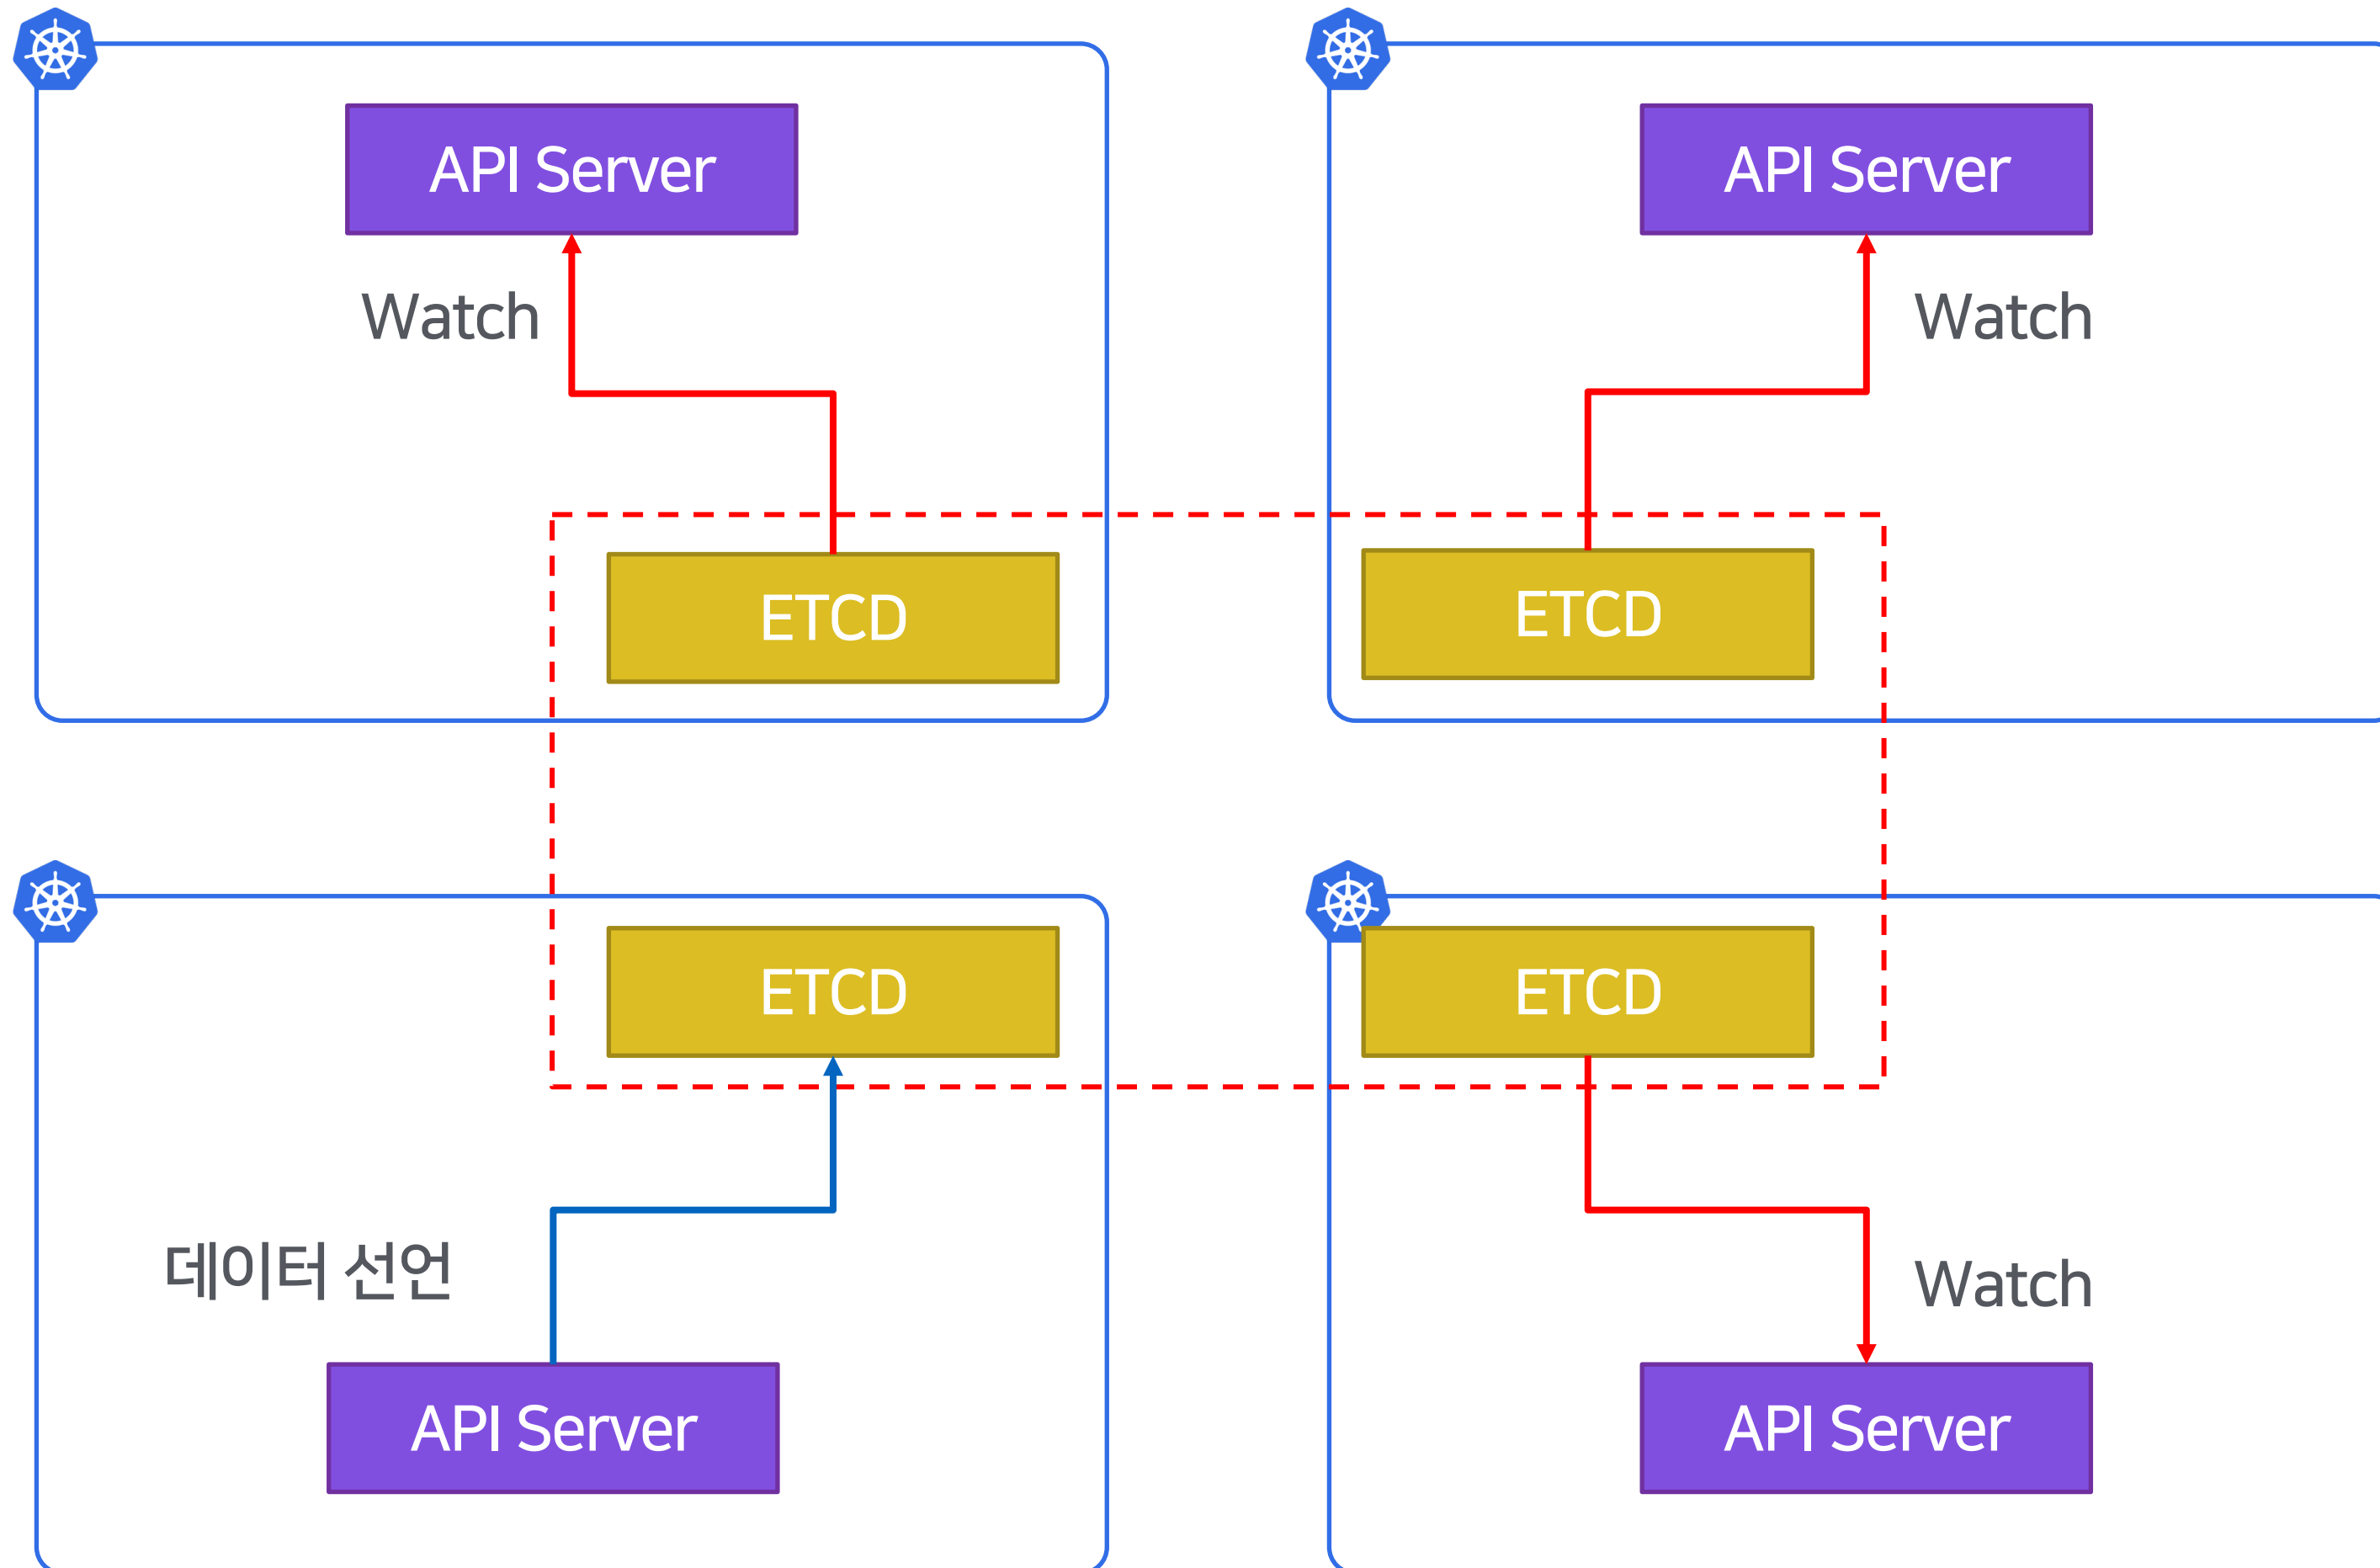 API Server
API Server
Watch
Watch
ETCD
ETCD
ETCD
ETCD
데이터 선언
Watch
API Server
API Server